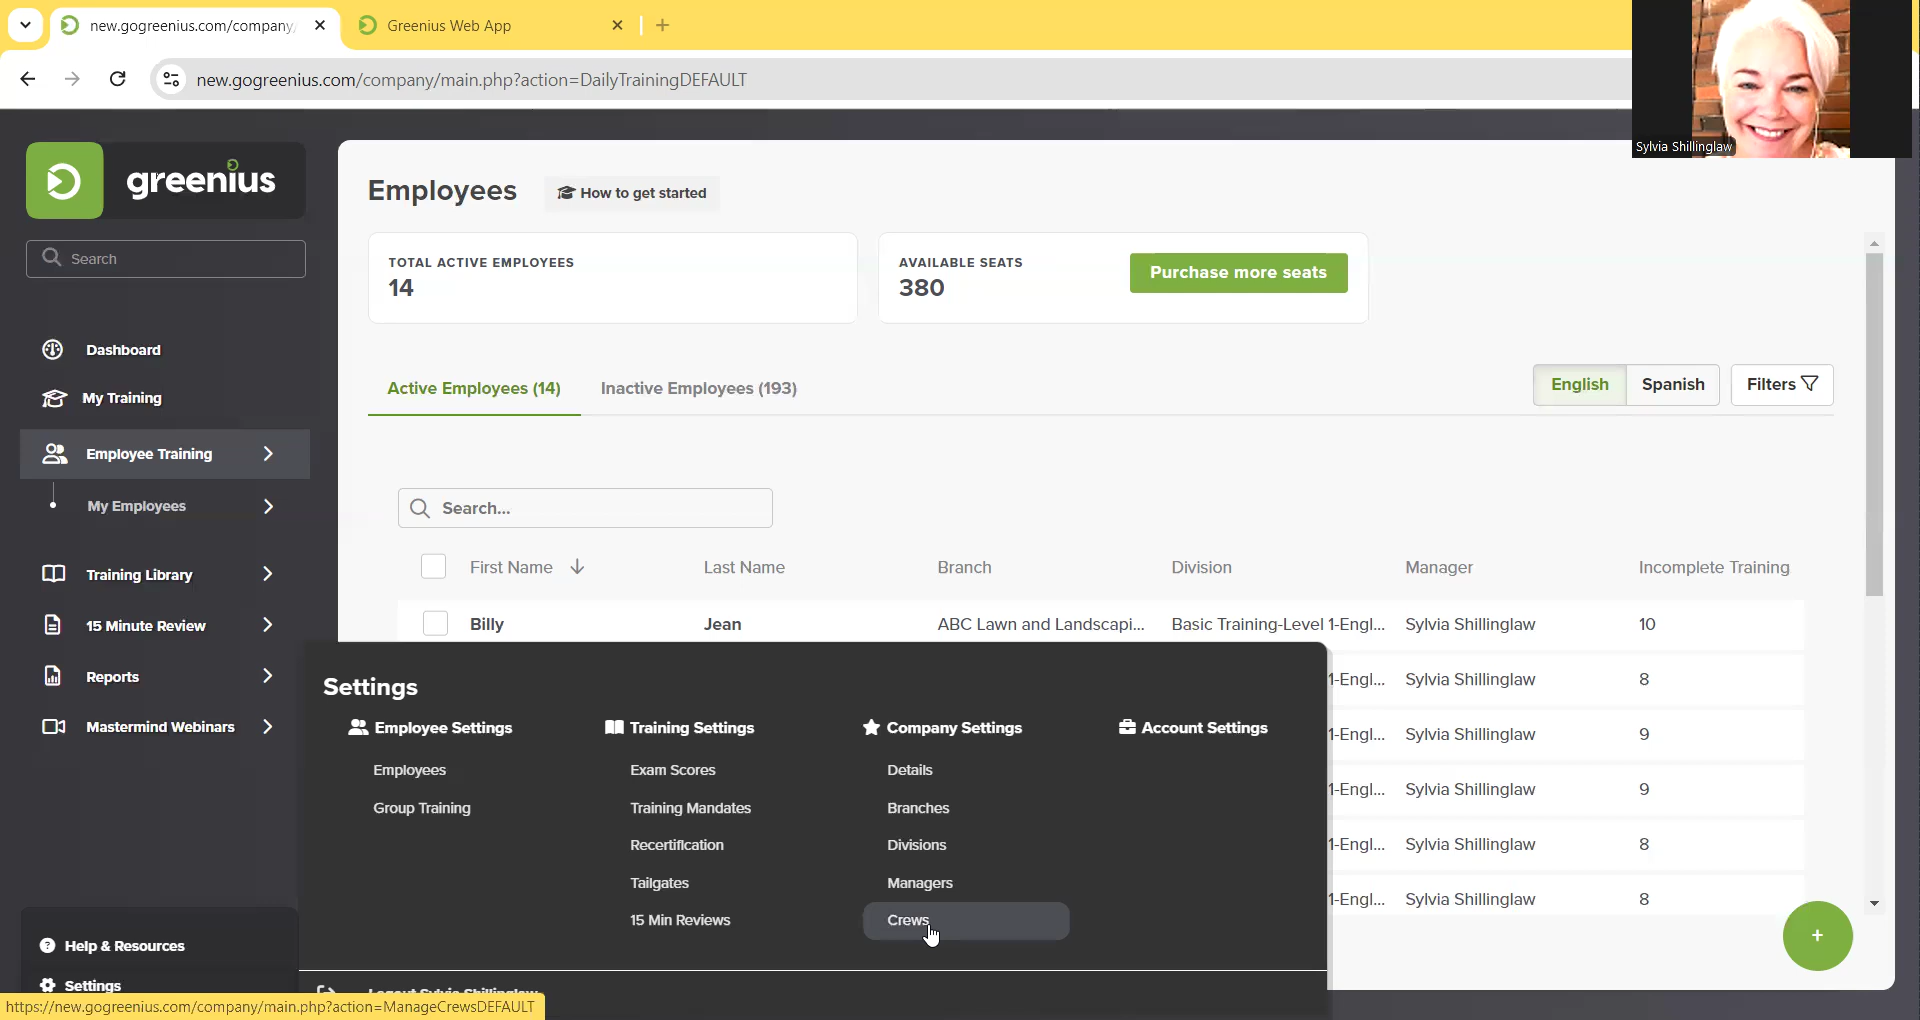 new.gogreenius.com/company/
Greenius Web App
new.gogreenius.com/company/main.php?action=DailyTrainingDEFAULT
Sylvia Shillinglaw
greenius
Search
Dashboard
My Training
Employee Training
My Employees
Training Library
15 Minute Review
Reports
Mastermind Webinars
Help & Resources
Settings
Employees
How to get started
TOTAL ACTIVE EMPLOYEES
14
AVAILABLE SEATS
380
Purchase more seats
Active Employees (14)
Inactive Employees (193)
English
Spanish
Filters
Search...
First Name
Last Name
Branch
Division
Manager
Incomplete Training
Billy Jean ABC Lawn and Landscapi... Basic Training-Level 1-Engl... Sylvia Shillinglaw 10
1-Engl... Sylvia Shillinglaw 8
1-Engl... Sylvia Shillinglaw 9
1-Engl... Sylvia Shillinglaw 9
1-Engl... Sylvia Shillinglaw 8
1-Engl... Sylvia Shillinglaw 8
+
Settings
Employee Settings
Employees
Group Training
Training Settings
Exam Scores
Training Mandates
Recertification
Tailgates
15 Min Reviews
Company Settings
Details
Branches
Divisions
Managers
Crews
Account Settings
Logout Sylvia Shillinglaw
https://new.gogreenius.com/company/main.php?action=ManageCrewsDEFAULT